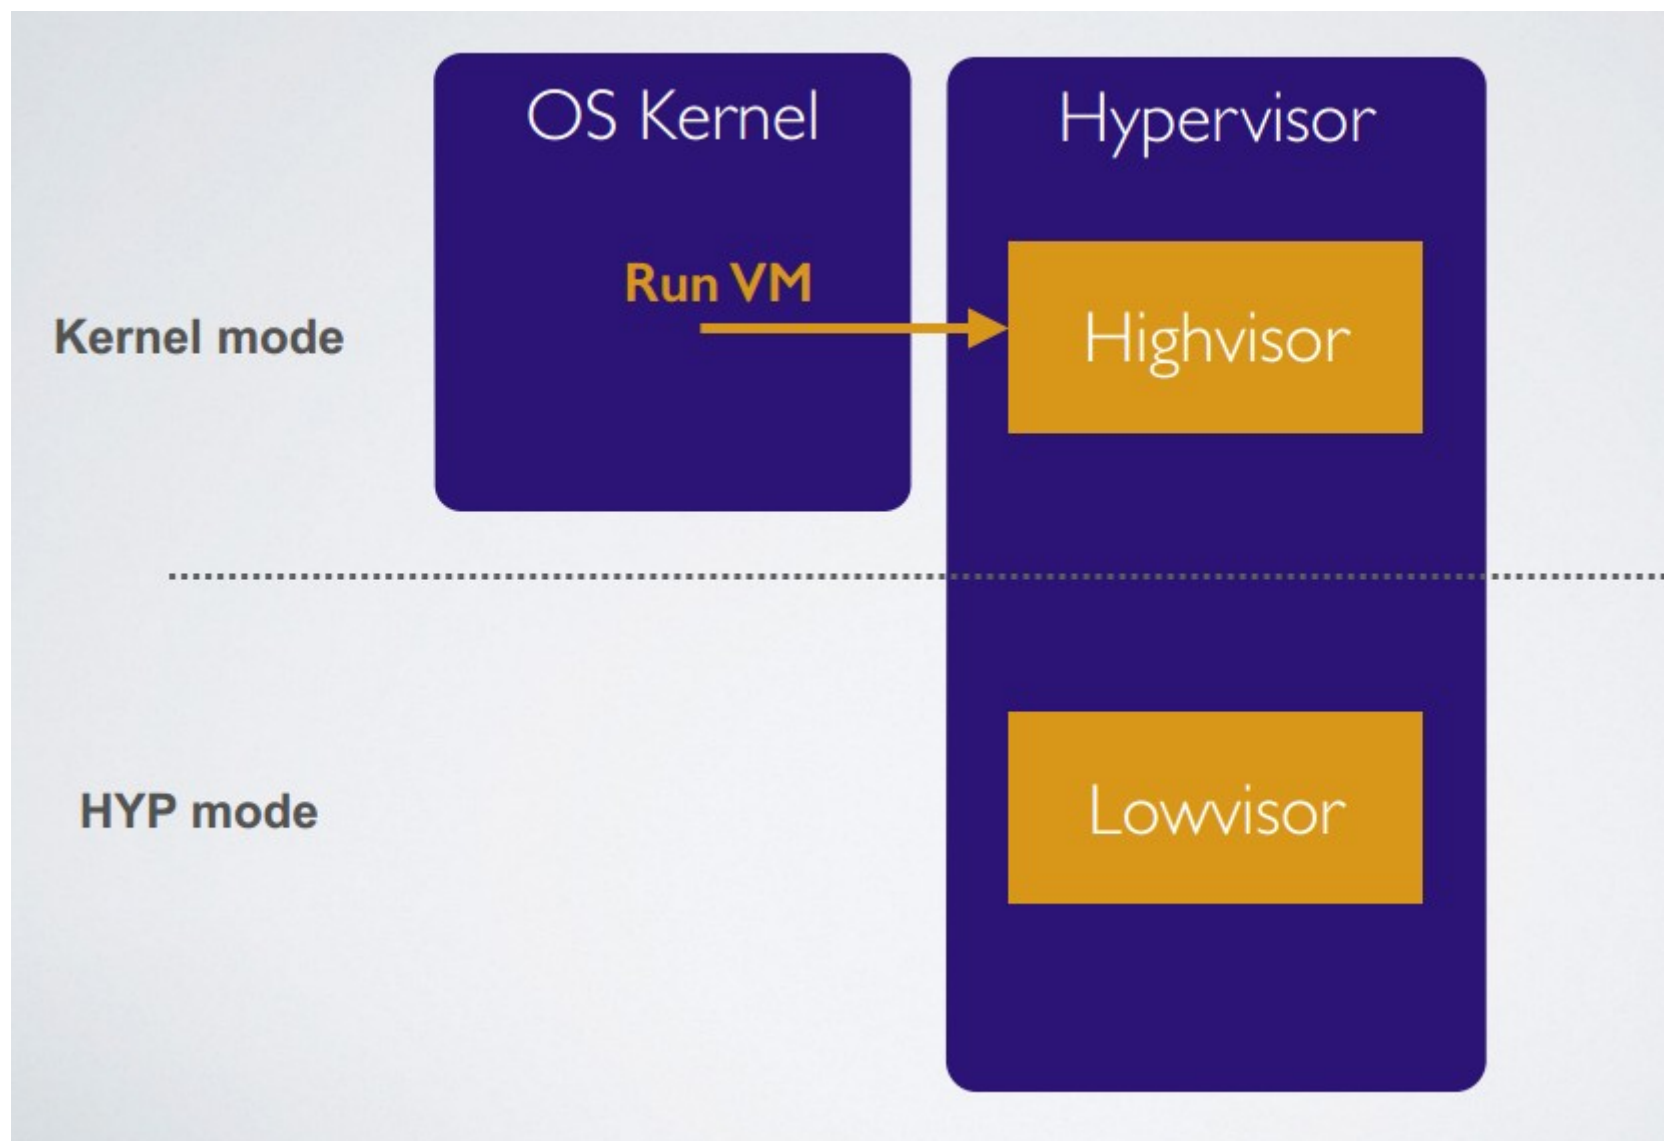 OS Kernel
Hypervisor
Run VM
Kernel mode
Highvisor
HYP mode
Lowvisor